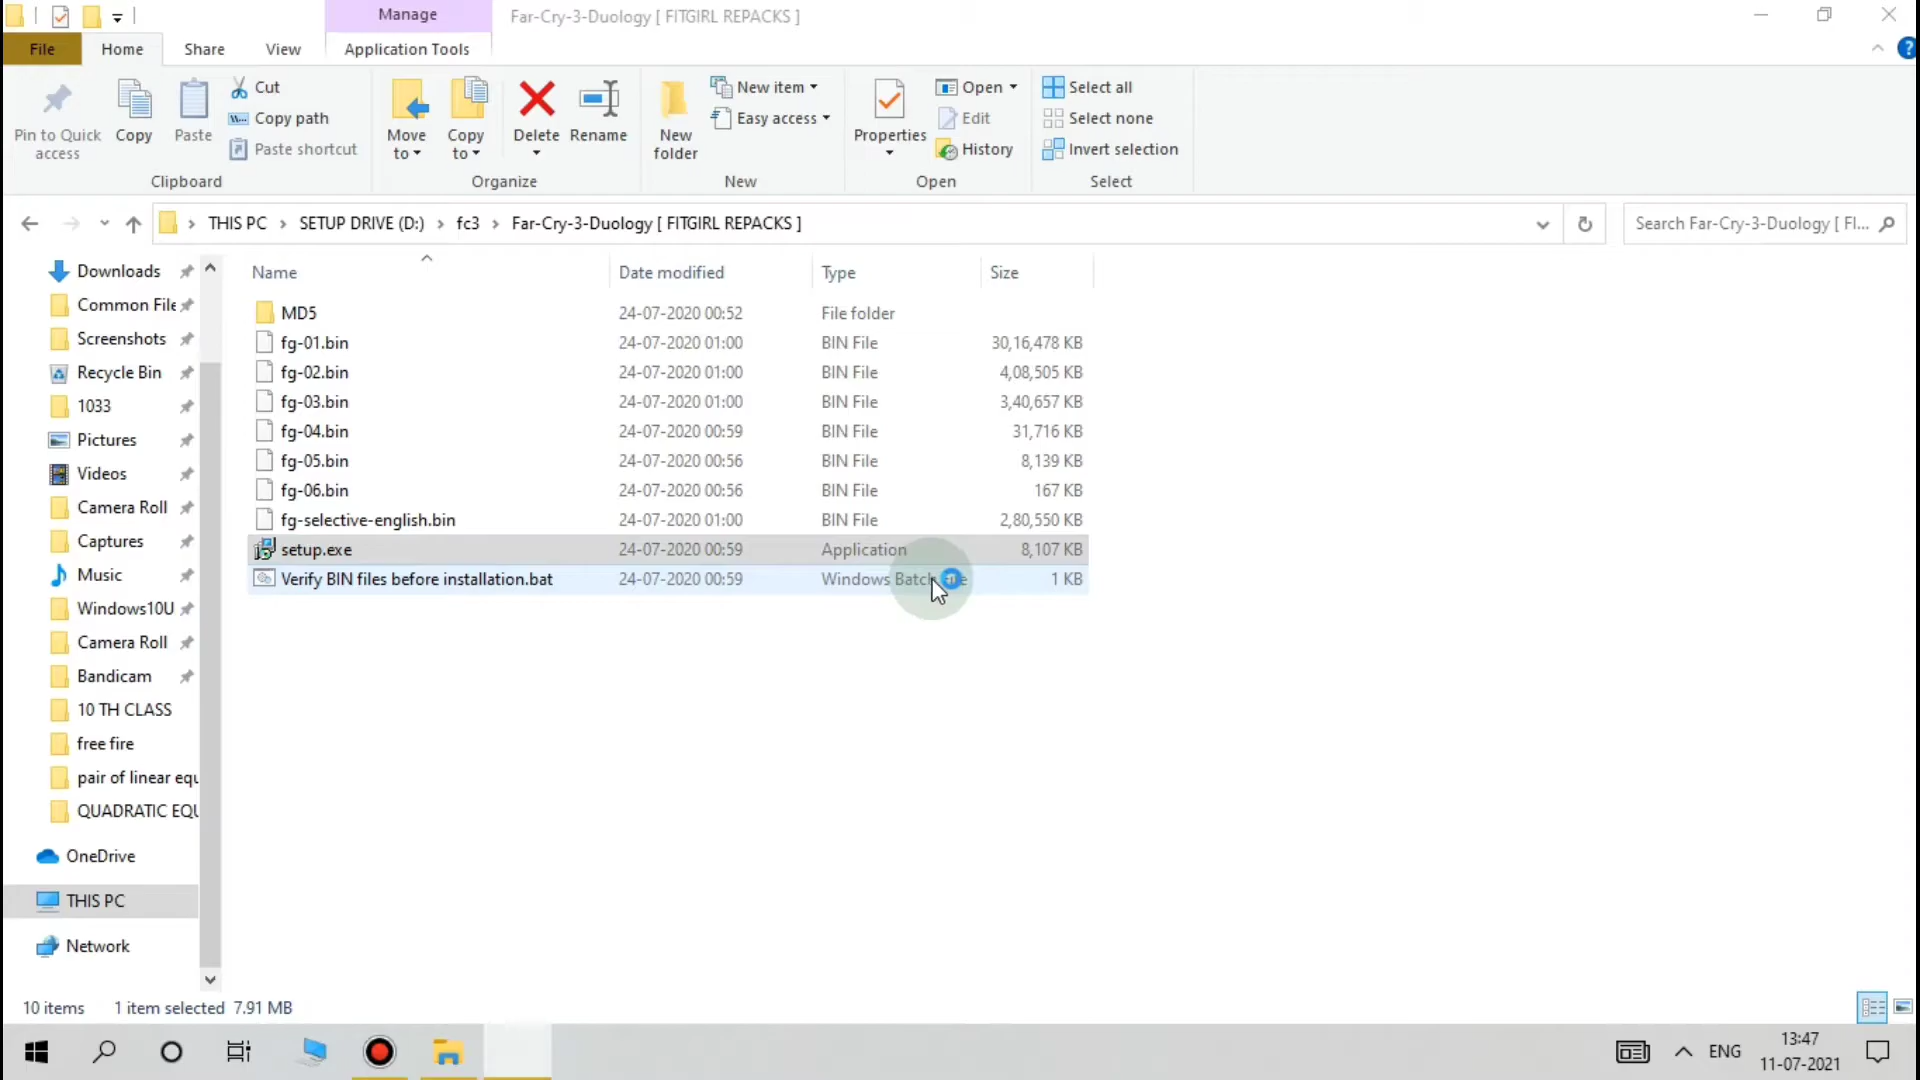 Manage
Far-Cry-3-Duology [ FITGIRL REPACKS ]
File
Home
Share
View
Application Tools
Pin to Quick access
Copy
Paste
Cut
Copy path
Paste shortcut
Clipboard
Move to
Copy to
Delete
Rename
Organize
New folder
New item
Easy access
New
Properties
Open
Edit
History
Open
Select all
Select none
Invert selection
Select
THIS PC > SETUP DRIVE (D:) > fc3 > Far-Cry-3-Duology [ FITGIRL REPACKS ]
Search Far-Cry-3-Duology [ FI...
Downloads
Common File
Screenshots
Recycle Bin
1033
Pictures
Videos
Camera Roll
Captures
Music
Windows10U
Camera Roll
Bandicam
10 TH CLASS
free fire
pair of linear equ
QUADRATIC EQU
OneDrive
THIS PC
Network
Name Date modified Type Size
MD5 24-07-2020 00:52 File folder
fg-01.bin 24-07-2020 01:00 BIN File 30,16,478 KB
fg-02.bin 24-07-2020 01:00 BIN File 4,08,505 KB
fg-03.bin 24-07-2020 01:00 BIN File 3,40,657 KB
fg-04.bin 24-07-2020 00:59 BIN File 31,716 KB
fg-05.bin 24-07-2020 00:56 BIN File 8,139 KB
fg-06.bin 24-07-2020 00:56 BIN File 167 KB
fg-selective-english.bin 24-07-2020 01:00 BIN File 2,80,550 KB
setup.exe 24-07-2020 00:59 Application 8,107 KB
Verify BIN files before installation.bat 24-07-2020 00:59 Windows Batch 1 KB
10 items 1 item selected 7.91 MB
ENG
13:47
11-07-2021